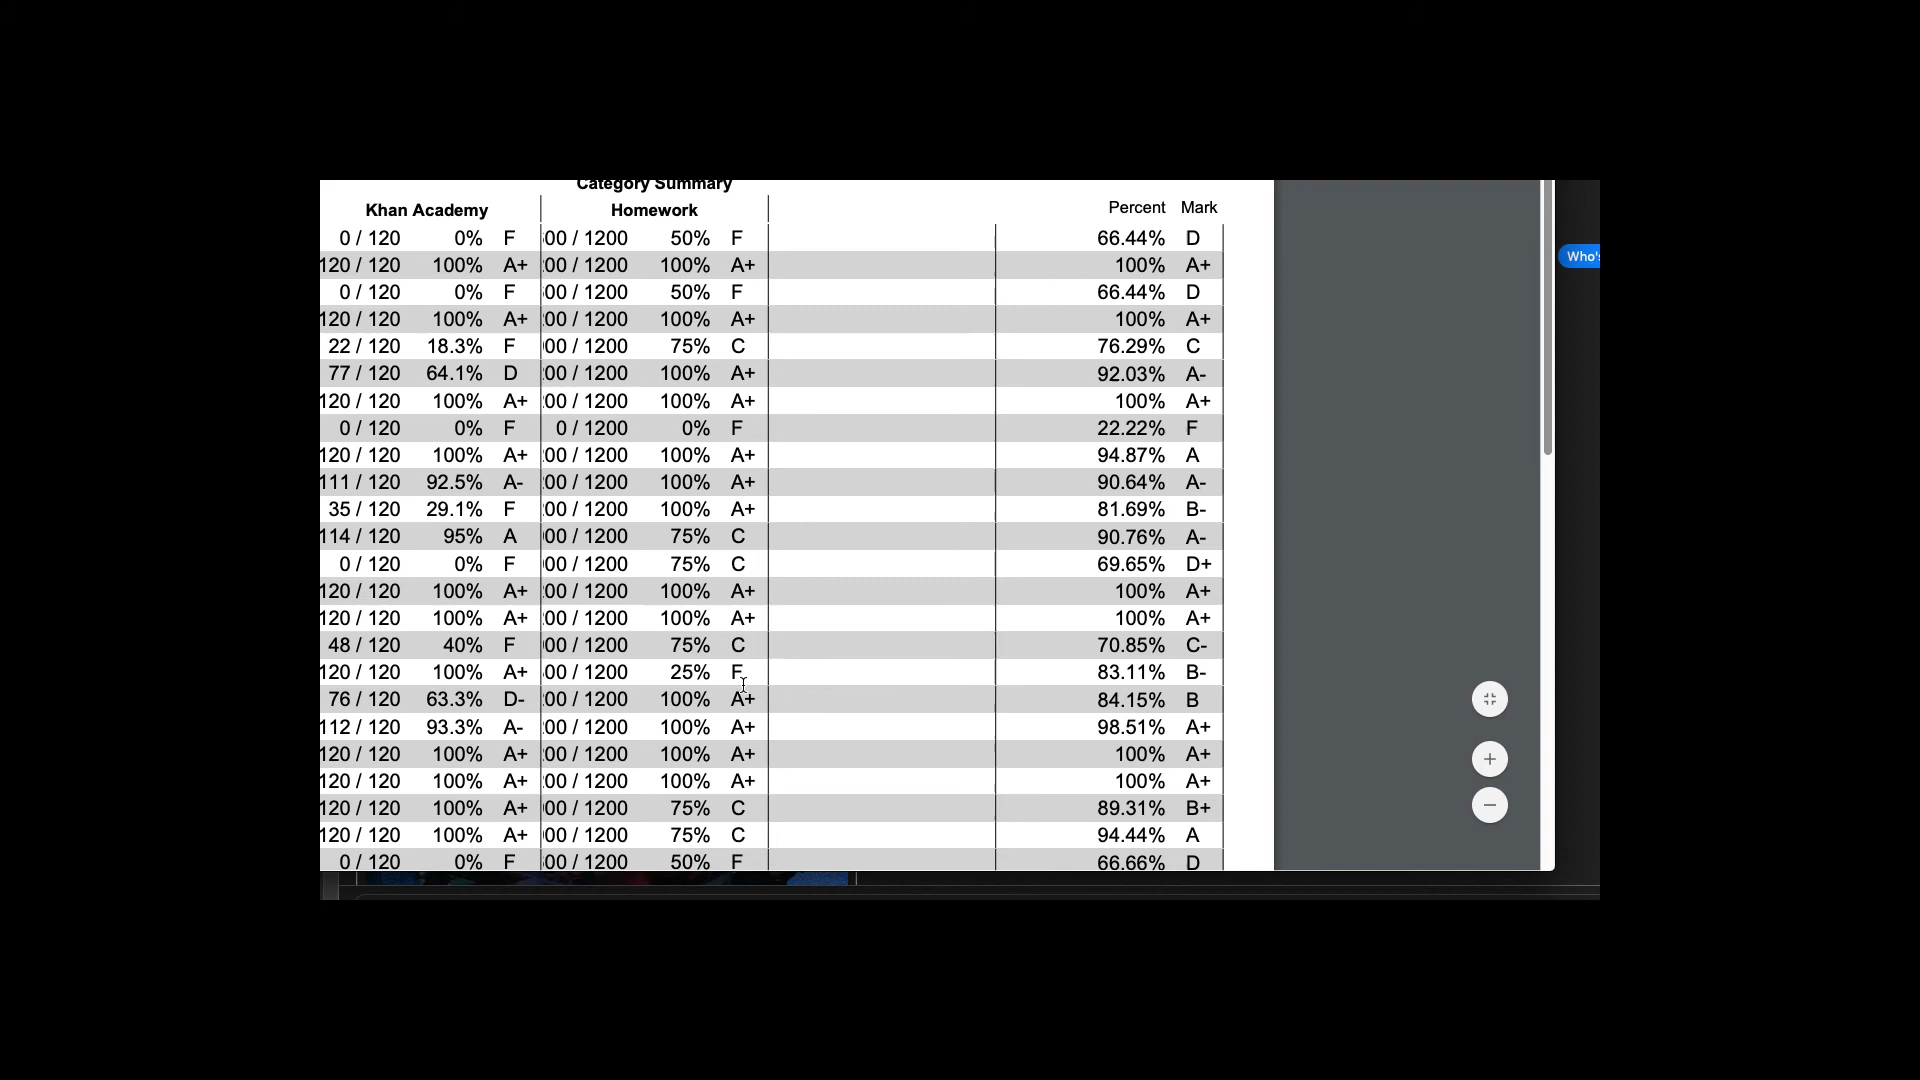 Category Summary
Khan Academy Homework Percent Mark
0 / 120 0% F 00 / 1200 50% F 66.44% D
120 / 120 100% A+ 00 / 1200 100% A+ 100% A+
0 / 120 0% F 00 / 1200 50% F 66.44% D
120 / 120 100% A+ 00 / 1200 100% A+ 100% A+
22 / 120 18.3% F 00 / 1200 75% C 76.29% C
77 / 120 64.1% D 00 / 1200 100% A+ 92.03% A-
120 / 120 100% A+ 00 / 1200 100% A+ 100% A+
0 / 120 0% F 0 / 1200 0% F 22.22% F
120 / 120 100% A+ 00 / 1200 100% A+ 94.87% A
111 / 120 92.5% A- 00 / 1200 100% A+ 90.64% A-
35 / 120 29.1% F 00 / 1200 100% A+ 81.69% B-
114 / 120 95% A 00 / 1200 75% C 90.76% A-
0 / 120 0% F 00 / 1200 75% C 69.65% D+
120 / 120 100% A+ 00 / 1200 100% A+ 100% A+
120 / 120 100% A+ 00 / 1200 100% A+ 100% A+
48 / 120 40% F 00 / 1200 75% C 70.85% C-
120 / 120 100% A+ 00 / 1200 25% F 83.11% B-
76 / 120 63.3% D- 00 / 1200 100% A+ 84.15% B
112 / 120 93.3% A- 00 / 1200 100% A+ 98.51% A+
120 / 120 100% A+ 00 / 1200 100% A+ 100% A+
120 / 120 100% A+ 00 / 1200 100% A+ 100% A+
120 / 120 100% A+ 00 / 1200 75% C 89.31% B+
120 / 120 100% A+ 00 / 1200 75% C 94.44% A
0 / 120 0% F 00 / 1200 50% F 66.66% D
Who's